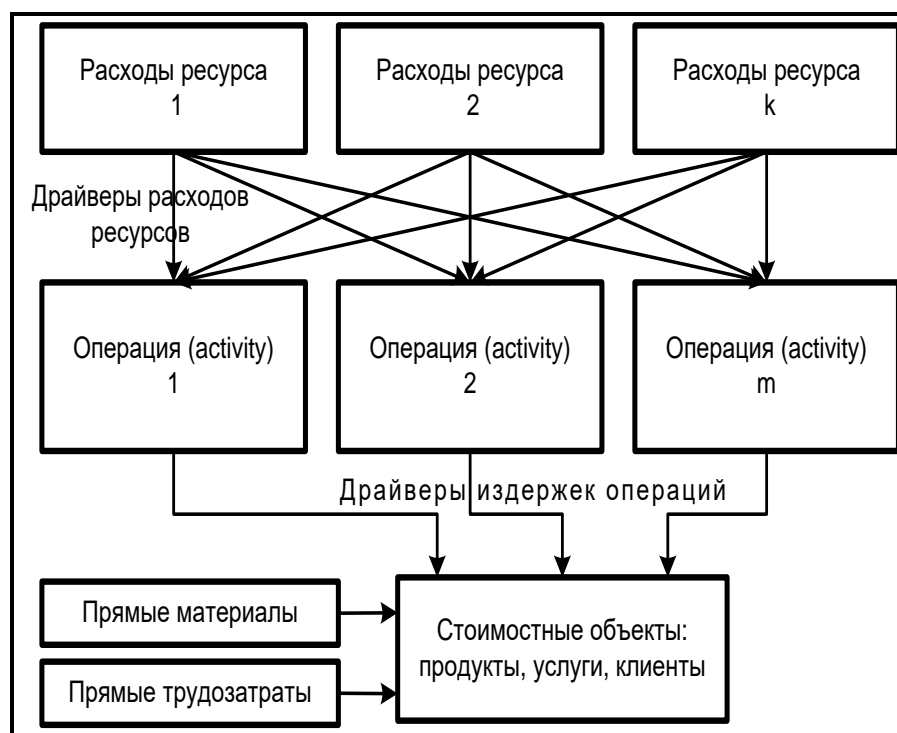 Расходы ресурса
1
Расходы ресурса
2
Расходы ресурса
k
Драйверы расходов
ресурсов
Операция (activity)
1
Операция (activity)
2
Операция (activity)
m
Драйверы издержек операций
Прямые материалы
Прямые трудозатраты
Стоимостные объекты:
продукты, услуги, клиенты